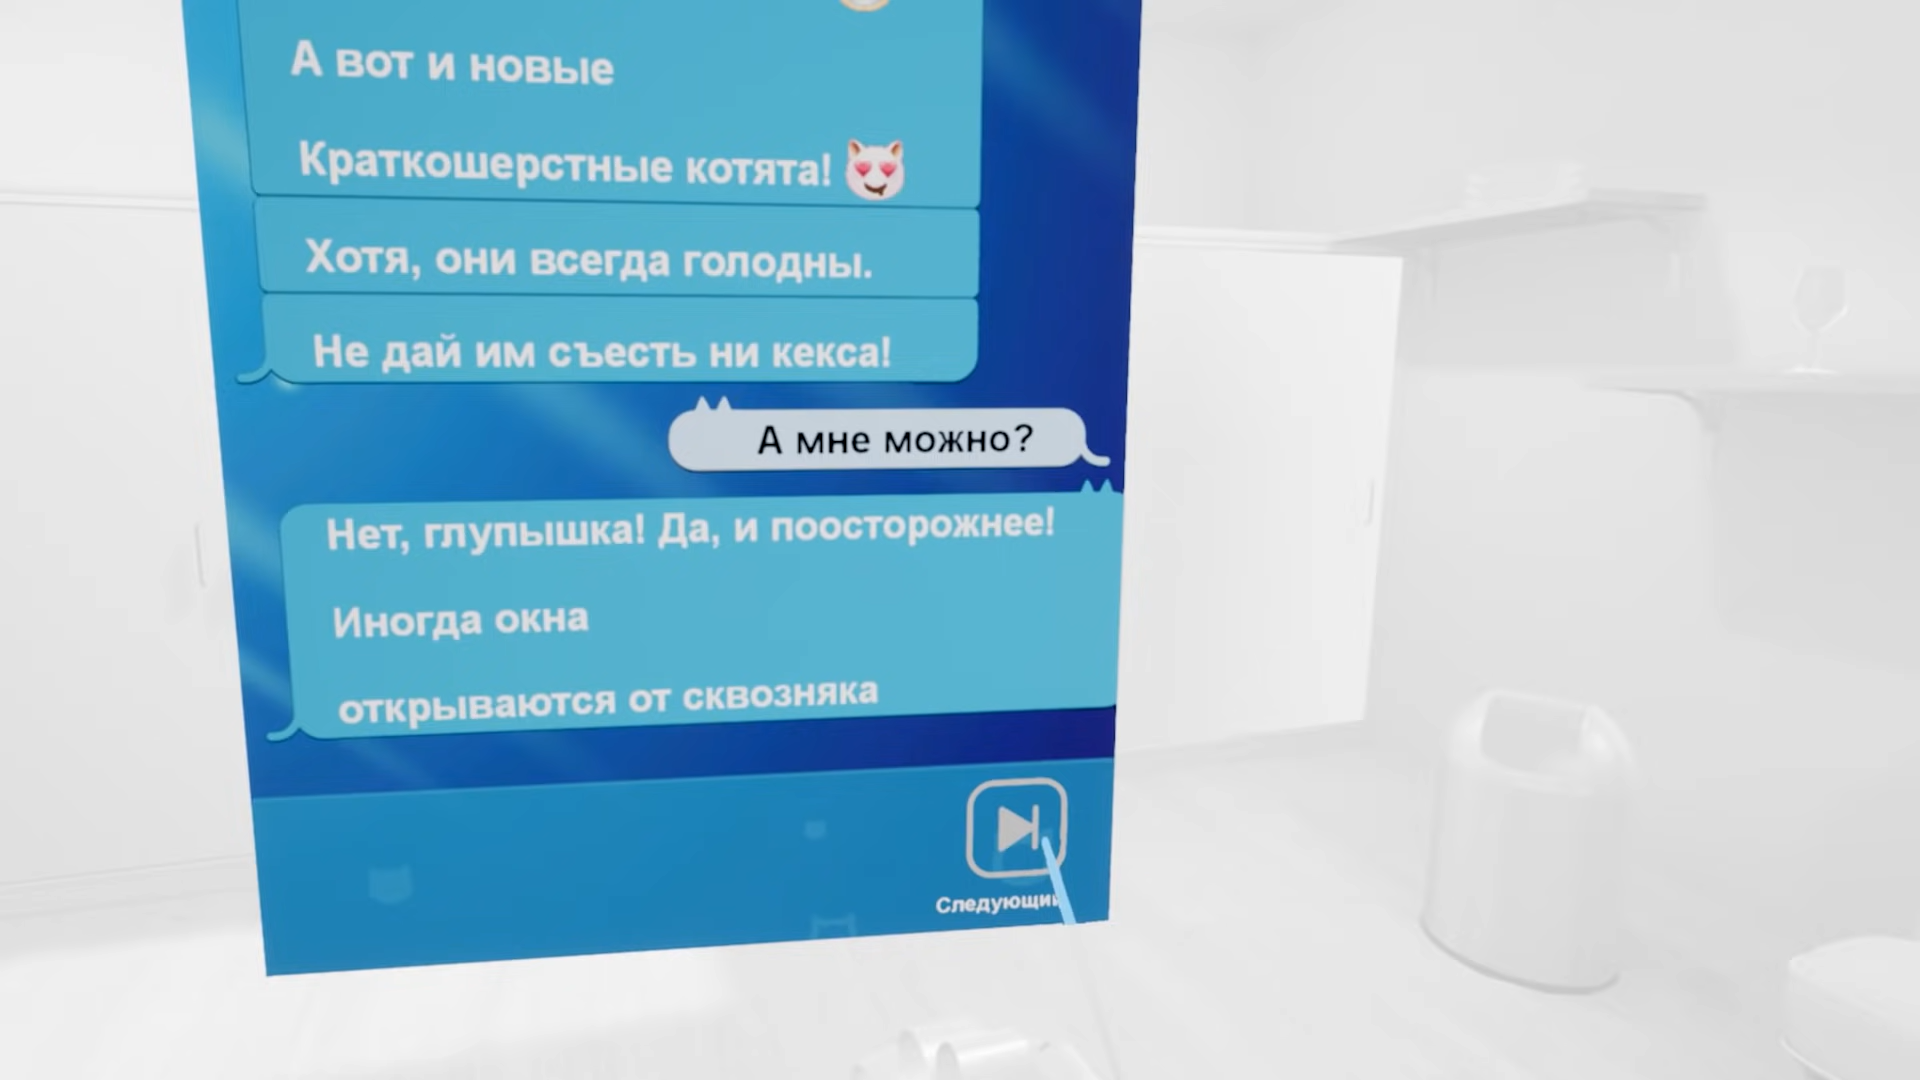 А вот и новые
Краткошерстные котята!
Хотя, они всегда голодны.
Не дай им съесть ни кекса!
А мне можно?
Нет, глупышка! Да, и поосторожнее!
Иногда окна
открываются от сквозняка
Следующий